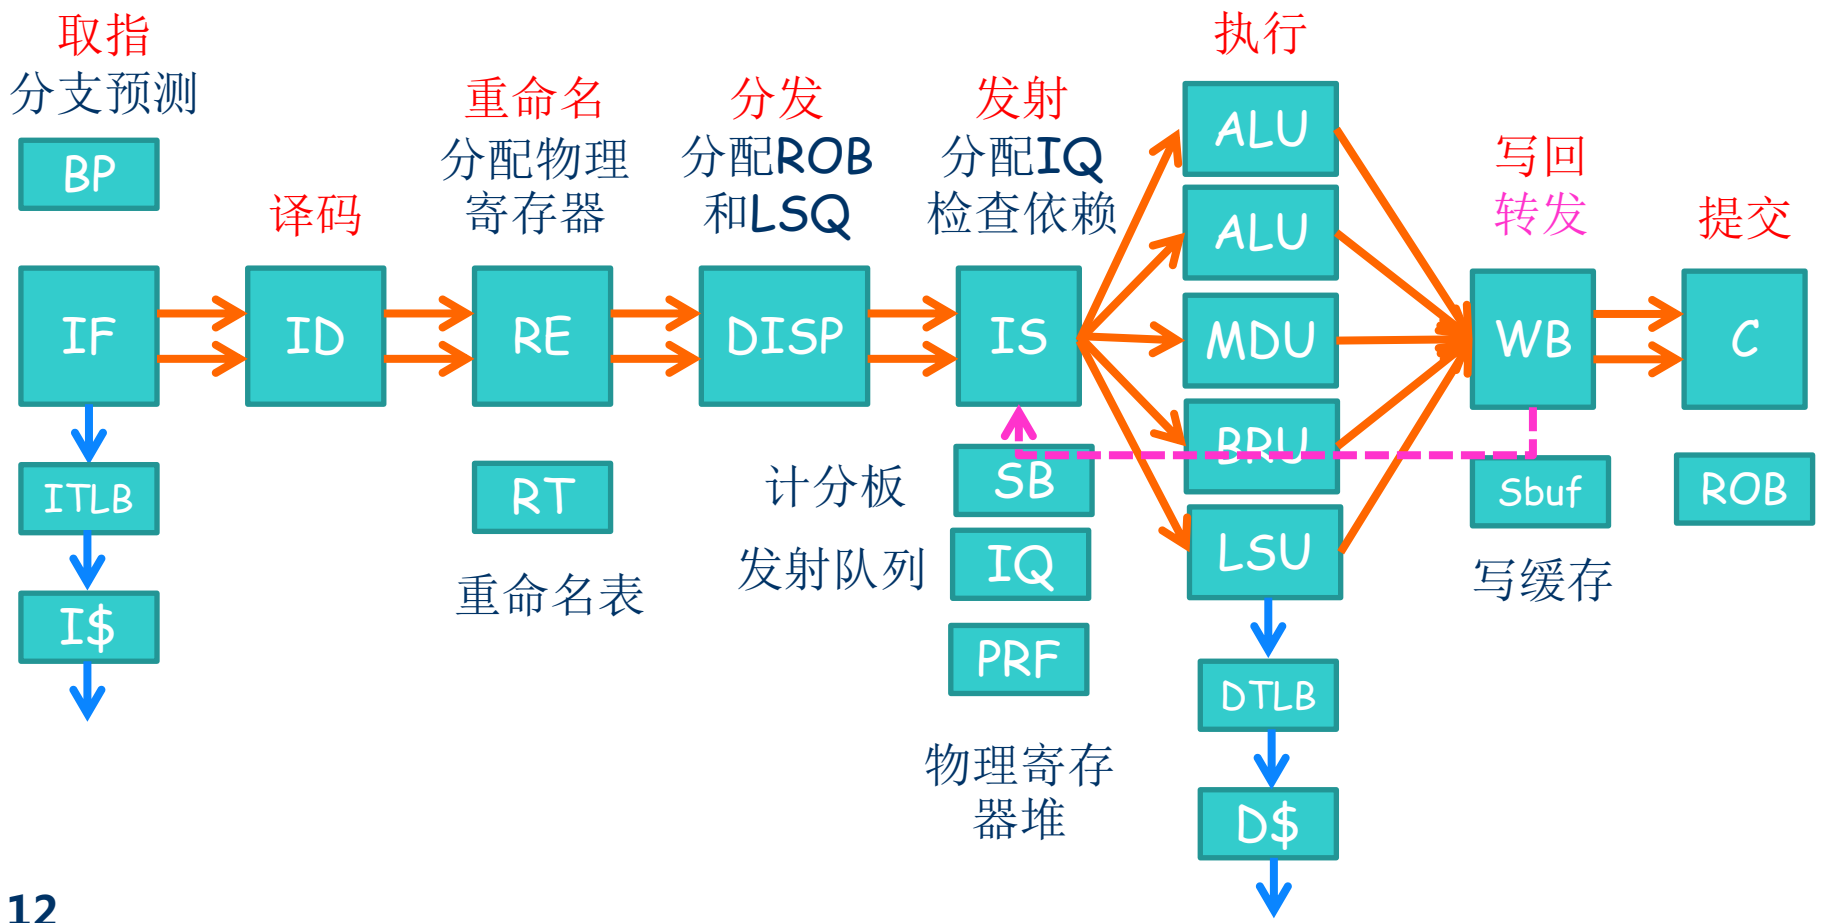 取指
分支预测
BP
IF
ITLB
I$
译码
ID
重命名
分配物理
寄存器
RE
RT
重命名表
分发
分配ROB
和LSQ
DISP
发射
分配IQ
检查依赖
IS
计分板
SB
发射队列
IQ
PRF
物理寄存
器堆
执行
ALU
ALU
MDU
BRU
LSU
DTLB
D$
写回
转发
WB
Sbuf
写缓存
提交
C
ROB
12